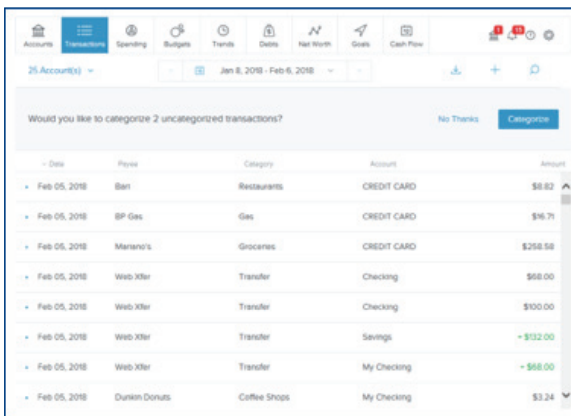 Accounts Transactions Spending Budgets Trends Debts Net Worth Goals Cash Flow
25 Account(s) Jan 8, 2018 - Feb 6, 2018
Would you like to categorize 2 uncategorized transactions? No Thanks Categorize
Date Payee Category Account Amount
Feb 05, 2018 Bari Restaurants CREDIT CARD $8.82
Feb 05, 2018 BP Gas Gas CREDIT CARD $16.71
Feb 05, 2018 Mariano's Groceries CREDIT CARD $258.58
Feb 05, 2018 Web Xfer Transfer Checking $68.00
Feb 05, 2018 Web Xfer Transfer Checking $100.00
Feb 05, 2018 Web Xfer Transfer Savings + $132.00
Feb 05, 2018 Web Xfer Transfer My Checking + $68.00
Feb 05, 2018 Dunkin Donuts Coffee Shops My Checking $3.24